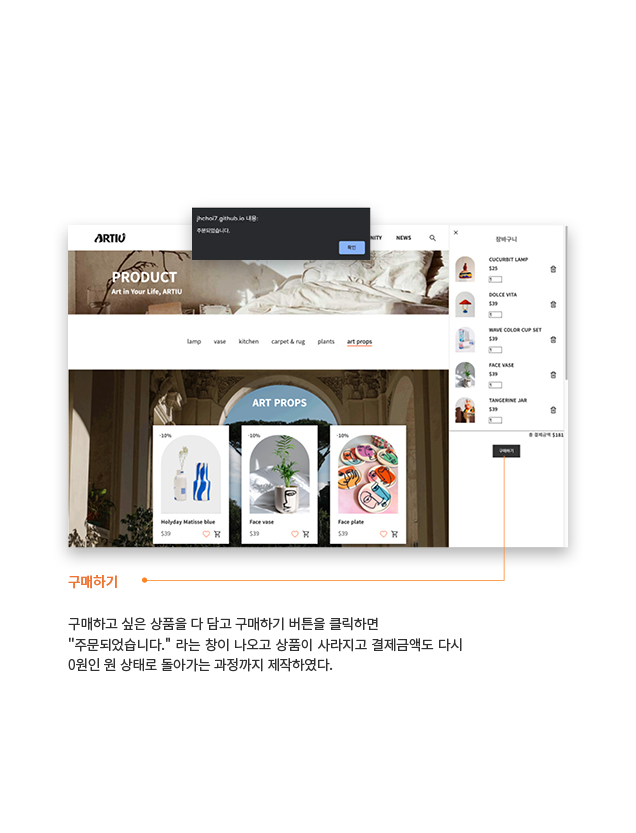 jhchoi7.github.io 내용:
주문되었습니다.
확인
ARTIU
NITY
NEWS
PRODUCT
Art in Your Life, ARTIU
lamp
vase
kitchen
carpet & rug
plants
art props
ART PROPS
-10%
-10%
-10%
Holyday Matisse blue
Face vase
Face plate
$39
$39
$39
장바구니
CUCURBIT LAMP
$25
DOLCE VITA
$39
WAVE COLOR CUP SET
$39
FACE VASE
$39
TANGERINE JAR
$39
총 결제금액 $181
구매하기
구매하기
구매하고 싶은 상품을 다 담고 구매하기 버튼을 클릭하면
"주문되었습니다." 라는 창이 나오고 상품이 사라지고 결제금액도 다시
0원인 원 상태로 돌아가는 과정까지 제작하였다.